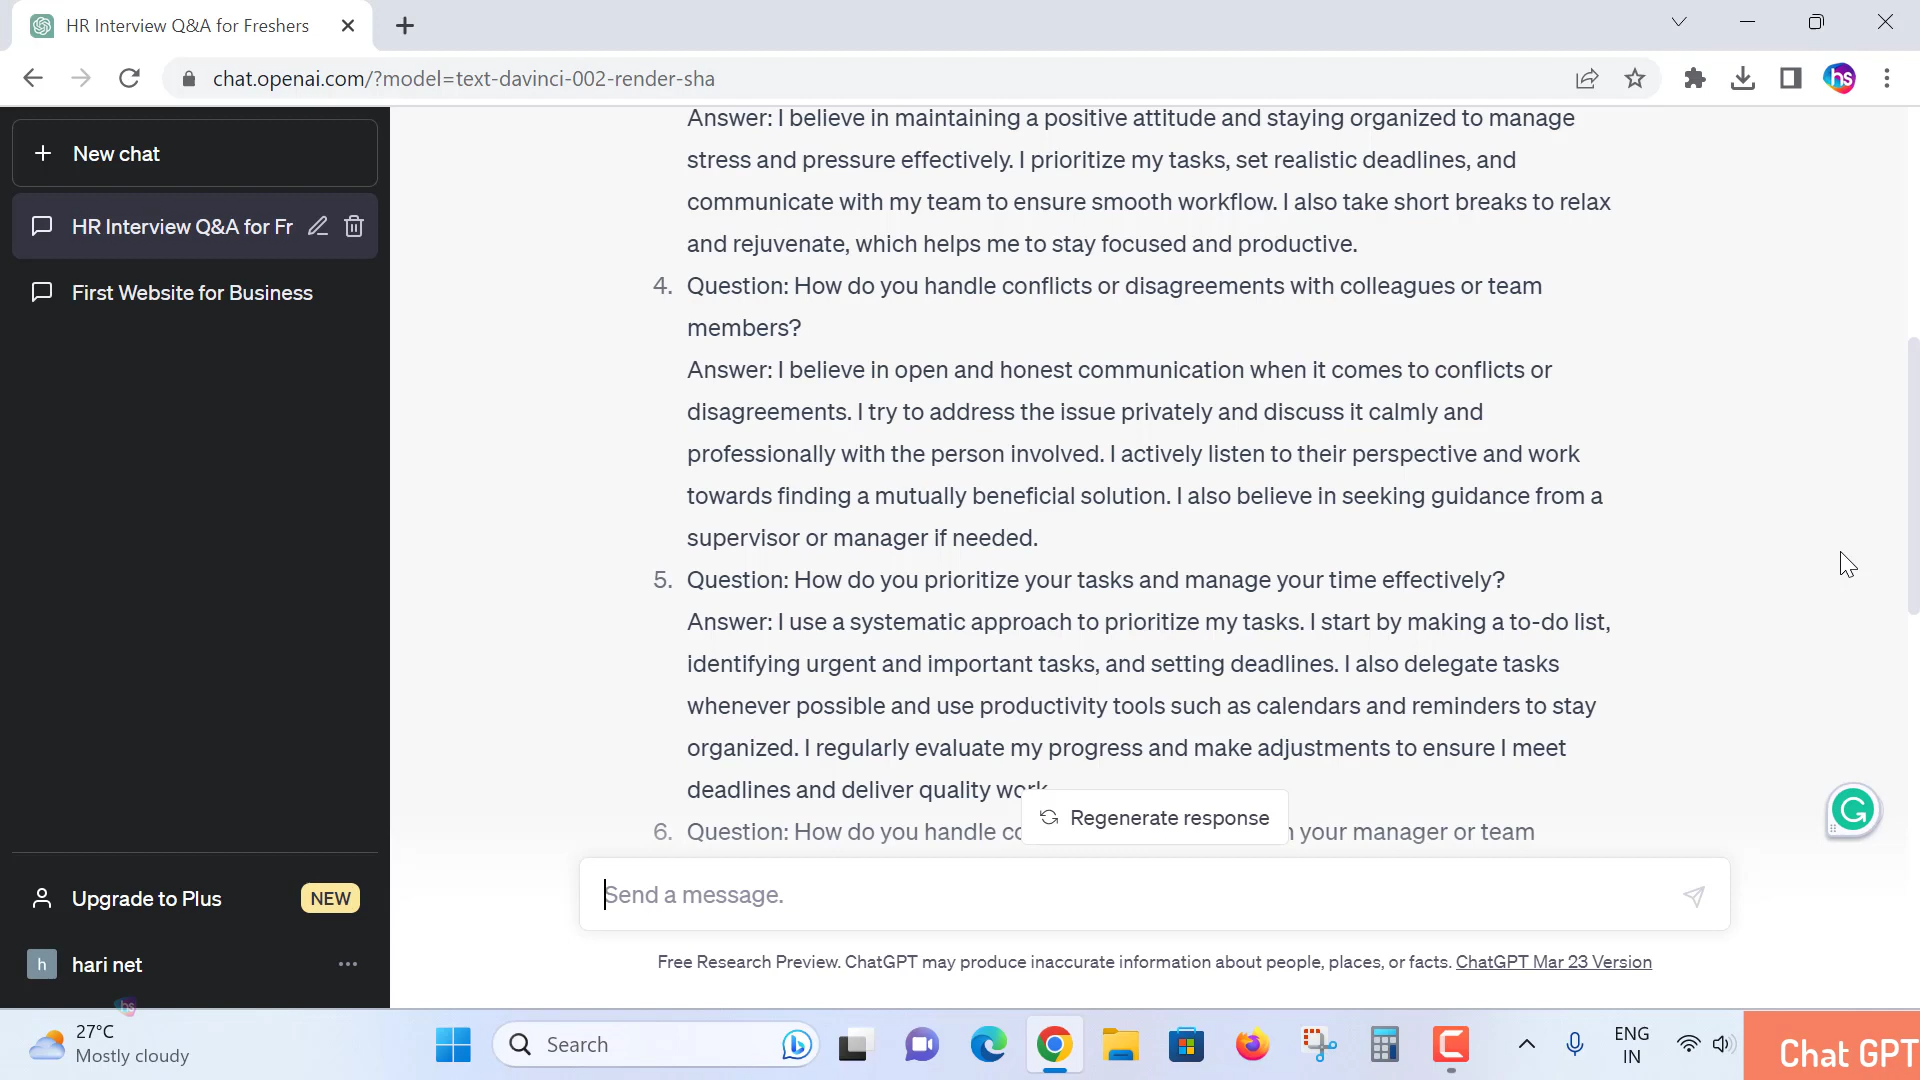 HR Interview Q&A for Freshers
chat.openai.com/?model=text-davinci-002-render-sha
hs
New chat
HR Interview Q&A for Fr
First Website for Business
Answer: I believe in maintaining a positive attitude and staying organized to manage
stress and pressure effectively. I prioritize my tasks, set realistic deadlines, and
communicate with my team to ensure smooth workflow. I also take short breaks to relax
and rejuvenate, which helps me to stay focused and productive.
4. Question: How do you handle conflicts or disagreements with colleagues or team
members?
Answer: I believe in open and honest communication when it comes to conflicts or
disagreements. I try to address the issue privately and discuss it calmly and
professionally with the person involved. I actively listen to their perspective and work
towards finding a mutually beneficial solution. I also believe in seeking guidance from a
supervisor or manager if needed.
5. Question: How do you prioritize your tasks and manage your time effectively?
Answer: I use a systematic approach to prioritize my tasks. I start by making a to-do list,
identifying urgent and important tasks, and setting deadlines. I also delegate tasks
whenever possible and use productivity tools such as calendars and reminders to stay
organized. I regularly evaluate my progress and make adjustments to ensure I meet
deadlines and deliver quality work.
6. Question: How do you handle your manager or team
Regenerate response
Send a message.
Free Research Preview. ChatGPT may produce inaccurate information about people, places, or facts. ChatGPT Mar 23 Version
Upgrade to Plus NEW
h hari net
hs
27°C
Mostly cloudy
Search
ENG
IN
Chat GPT